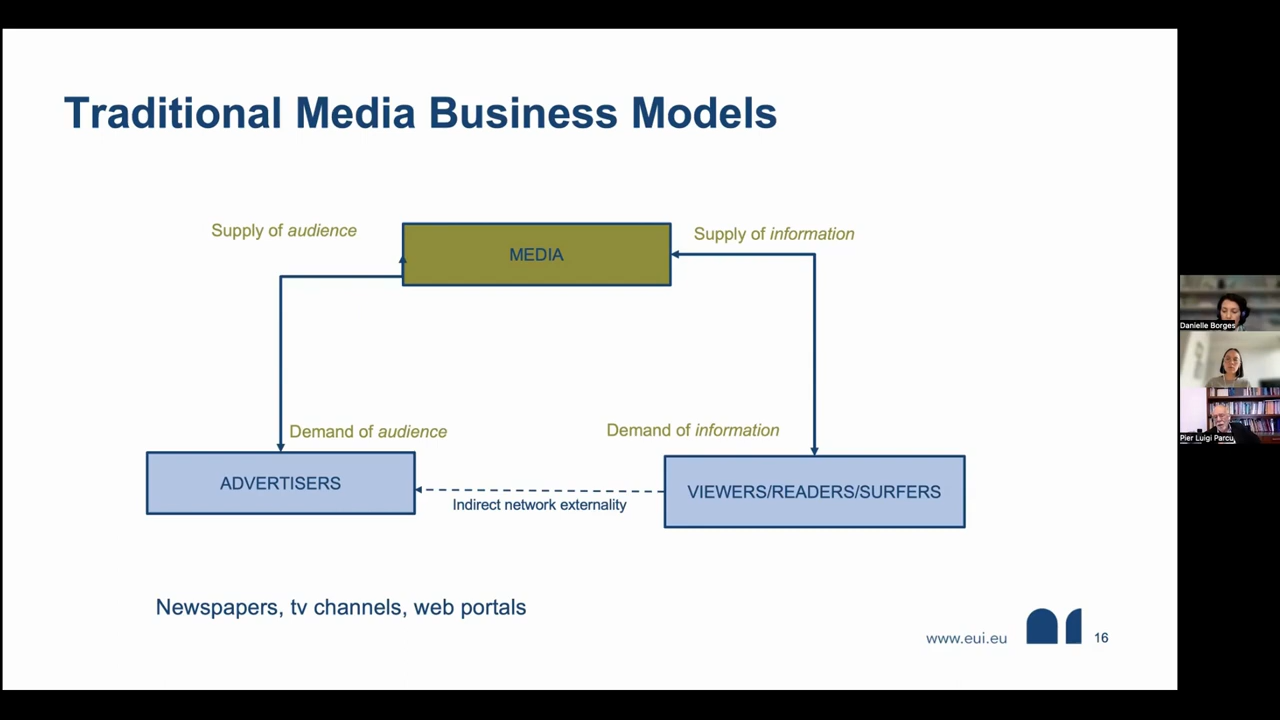 Traditional Media Business Models
Supply of audience
MEDIA
Supply of information
Demand of audience
Demand of information
ADVERTISERS
Indirect network externality
VIEWERS/READERS/SURFERS
Newspapers, tv channels, web portals
www.eui.eu
16
Danielle Borges
Pier Luigi Parcu